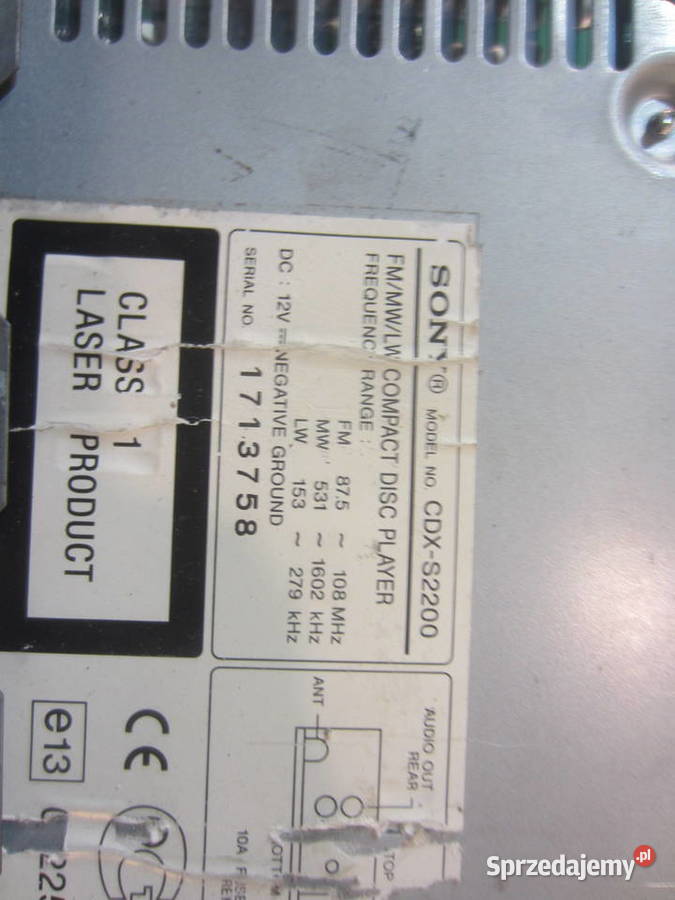 SONY® MODEL NO. CDX-S2200
FM/MW/LW COMPACT DISC PLAYER
FREQUENC RANGE :
FM 87.5 ~ 108 MHz
MW 531 ~ 1602 kHz
LW 153 ~ 279 kHz
DC : 12V ⎓ NEGATIVE GROUND
SERIAL NO. 1713758
CLASS 1
LASER PRODUCT
AUDIO OUT
REAR
ANT
TOP
10A FUSE
CE
e13
Sprzedajemy.pl